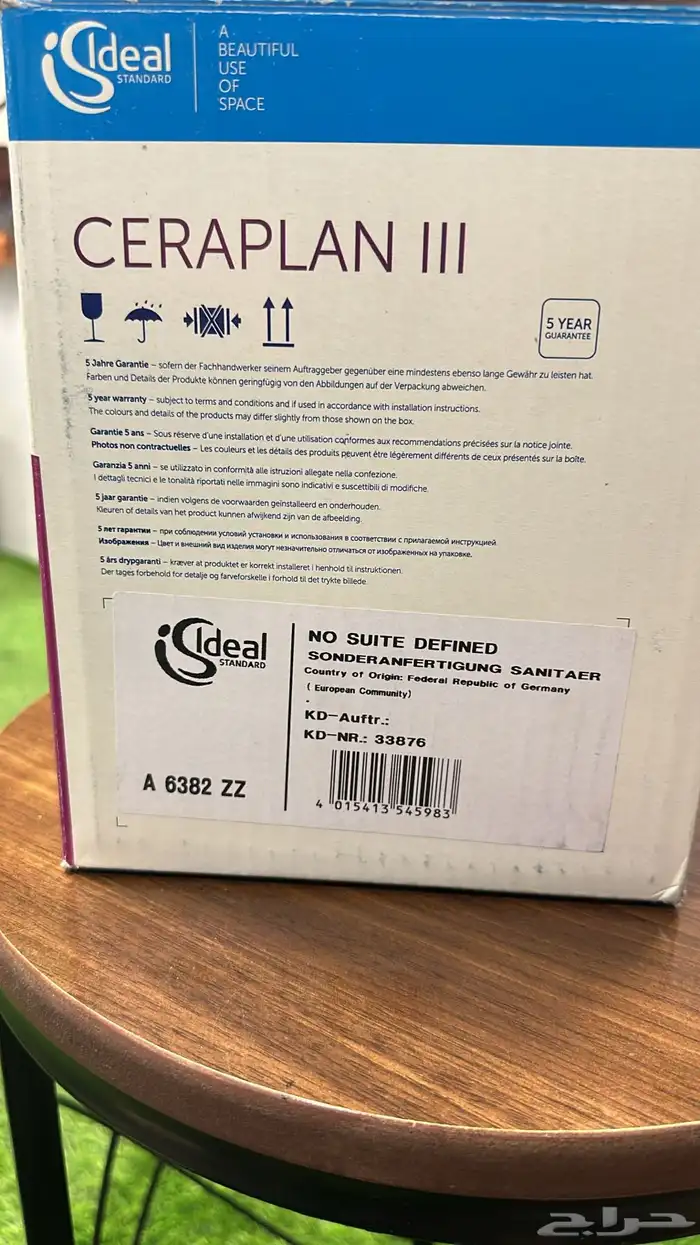 Ideal
STANDARD
A
BEAUTIFUL
USE
OF
SPACE
CERAPLAN III
5 YEAR
GUARANTEE
5 Jahre Garantie – sofern der Fachhandwerker seinem Auftraggeber gegenüber eine mindestens ebenso lange Gewähr zu leisten hat.
Farben und Details der Produkte können geringfügig von den Abbildungen auf der Verpackung abweichen.
5 year warranty – subject to terms and conditions and if used in accordance with installation instructions.
The colours and details of the products may differ slightly from those shown on the box.
Garantie 5 ans – Sous réserve d'une installation et d'une utilisation conformes aux recommandations précisées sur la notice jointe.
Photos non contractuelles – Les couleurs et les détails des produits peuvent être légèrement différents de ceux présentés sur la boîte.
Garanzia 5 anni – se utilizzato in conformità alle istruzioni allegate nella confezione.
I dettagli tecnici e le tonalità riportati nelle immagini sono indicativi e suscettibili di modifiche.
5 jaar garantie – indien volgens de voorwaarden geïnstalleerd en onderhouden.
Kleuren of details van het product kunnen afwijkend zijn van de afbeelding.
5 лет гарантии – при соблюдении условий установки и использования в соответствии с прилагаемой инструкцией.
Изображения – Цвет и внешний вид изделия могут незначительно отличаться от изображенных на упаковке.
5 års drypgaranti – kræver at produktet er korrekt installeret i henhold til instruktionen.
Der tages forbehold for detalje og farveforskelle i forhold til det trykte billede.
Ideal
STANDARD
A 6382 ZZ
NO SUITE DEFINED
SONDERANFERTIGUNG SANITAER
Country of Origin: Federal Republic of Germany
( European Community)
-
KD-Auftr.:
KD-NR.: 33876
4 015413 545983
حراج